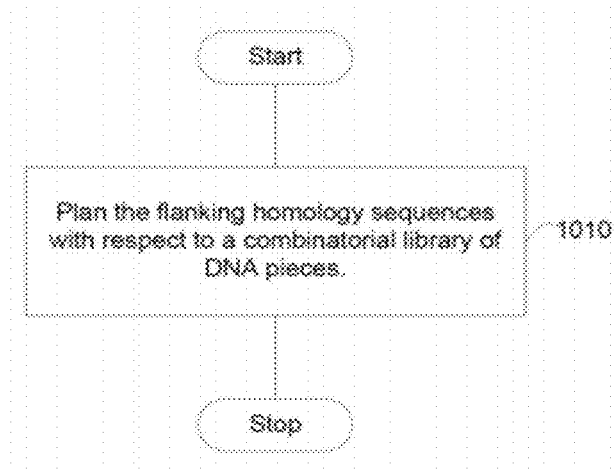 Start
Plan the flanking homology sequences
with respect to a combinatorial library of
DNA pieces.
1010
Stop